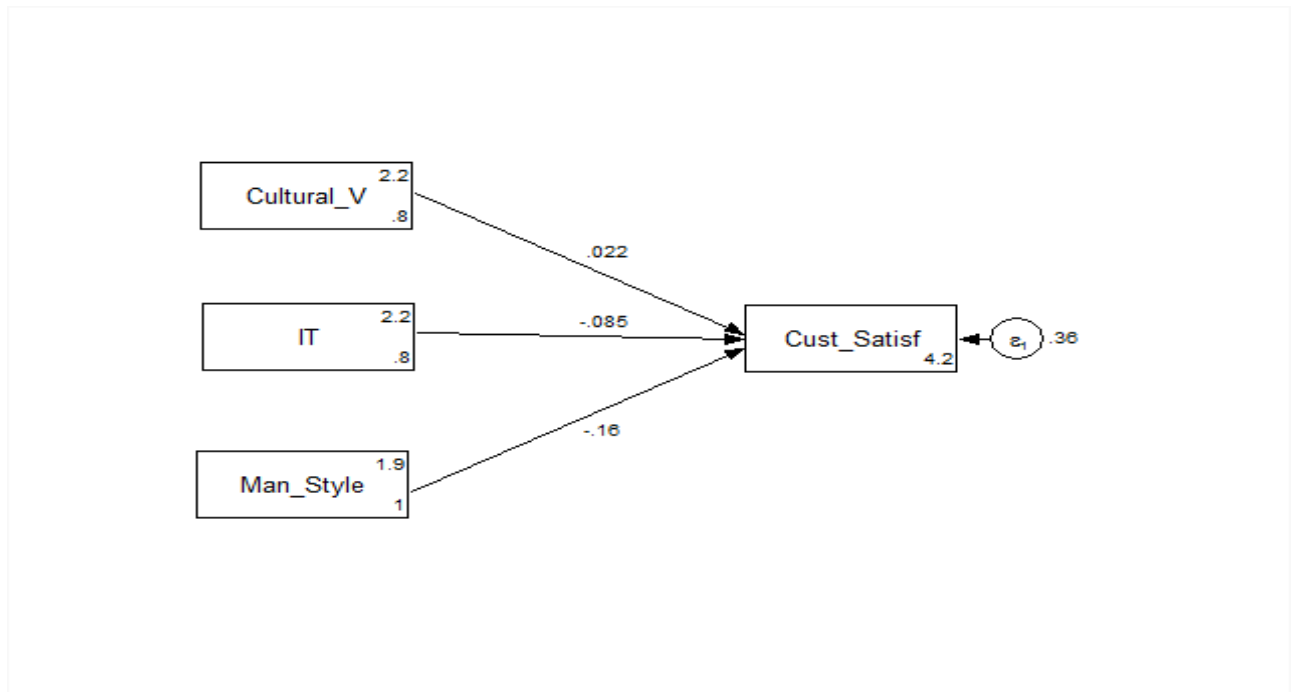 2.2
Cultural_V
.8
.022
2.2
IT
.8
-.085
Cust_Satisf
4.2
ε1
.36
1.9
Man_Style
1
-.16